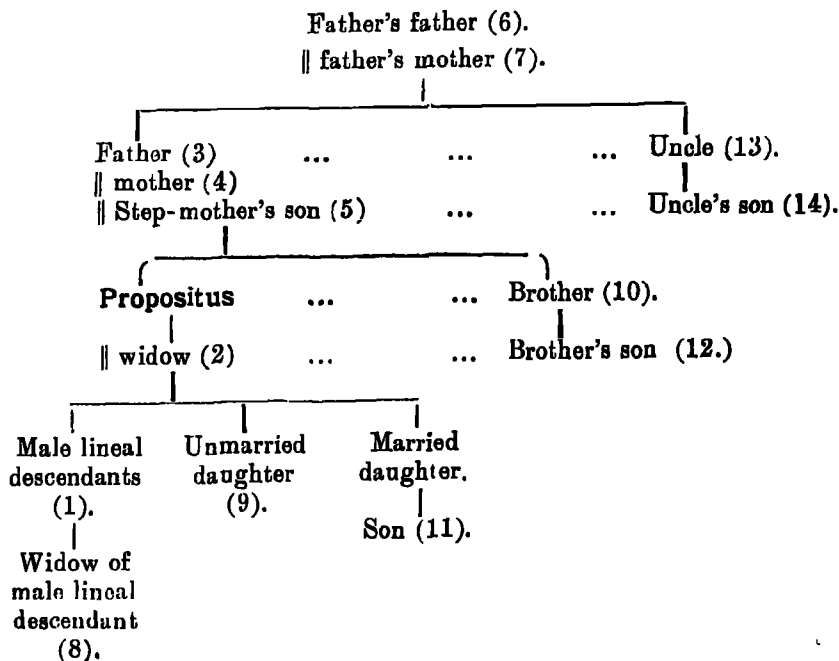 Father's father (6).
‖ father's mother (7).
Father (3) ... ... ... Uncle (13).
‖ mother (4)
‖ Step-mother's son (5) ... ... Uncle's son (14).
Propositus ... ... Brother (10).
‖ widow (2) ... ... Brother's son (12.)
Male lineal descendants (1).
Unmarried daughter (9).
Married daughter.
Son (11).
Widow of
male lineal
descendant
(8).